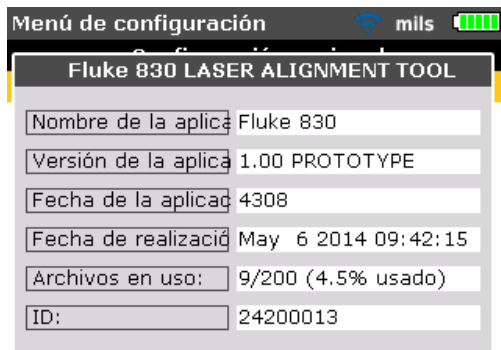 Menú de configuración mils
Fluke 830 LASER ALIGNMENT TOOL
Nombre de la aplica Fluke 830
Versión de la aplica 1.00 PROTOTYPE
Fecha de la aplicac 4308
Fecha de realizació May 6 2014 09:42:15
Archivos en uso: 9/200 (4.5% usado)
ID: 24200013